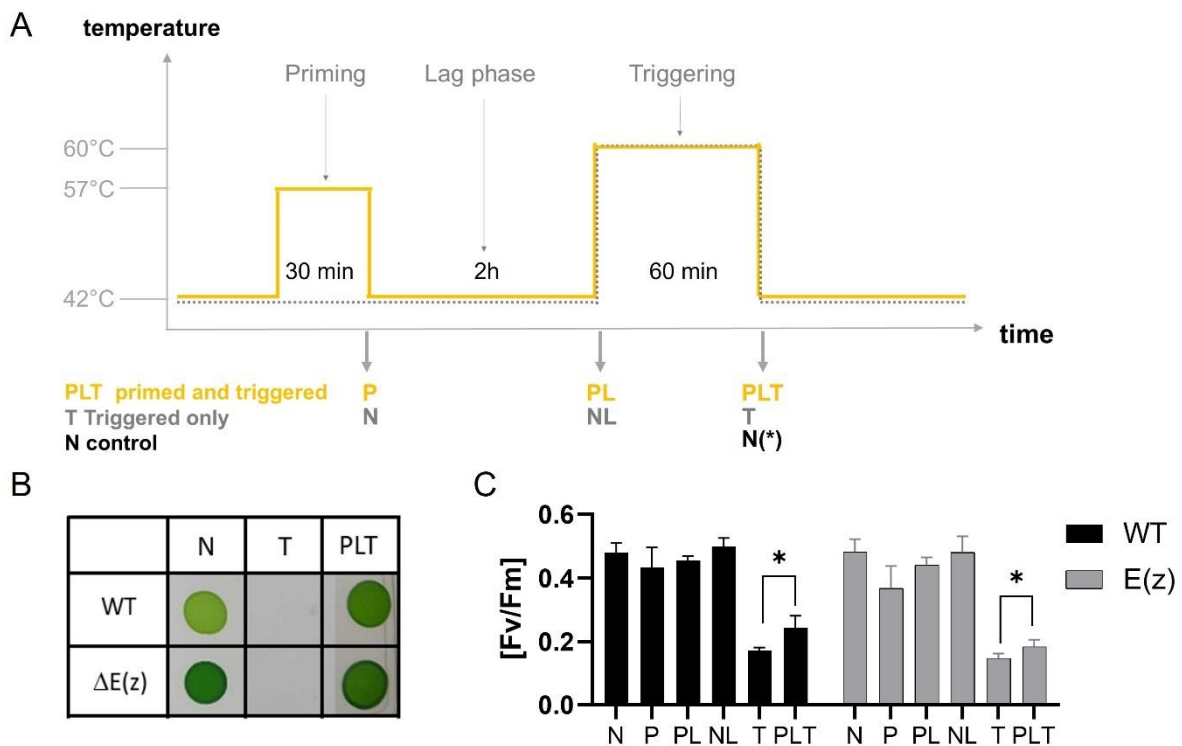 A
temperature
Priming
Lag phase
Triggering
60°C
57°C
30 min
2h
60 min
42°C
time
PLT primed and triggered P PL PLT
T Triggered only N NL T
N control N(*)
B
N T PLT
WT
ΔE(z)
C
[Fv/Fm]
0.6
0.4
0.2
0.0
* *
N P PL NL T PLT N P PL NL T PLT
WT
E(z)